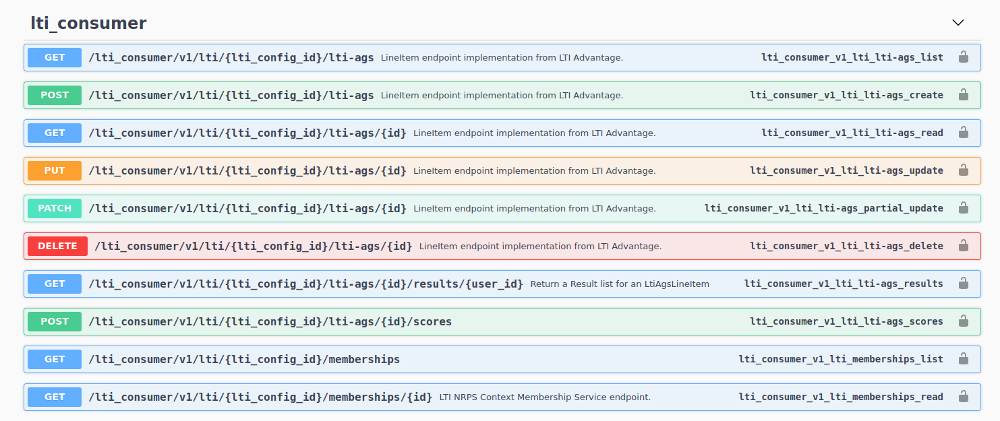 lti_consumer
GET /lti_consumer/v1/lti/{lti_config_id}/lti-ags LineItem endpoint implementation from LTI Advantage. lti_consumer_v1_lti_lti-ags_list
POST /lti_consumer/v1/lti/{lti_config_id}/lti-ags LineItem endpoint implementation from LTI Advantage. lti_consumer_v1_lti_lti-ags_create
GET /lti_consumer/v1/lti/{lti_config_id}/lti-ags/{id} LineItem endpoint implementation from LTI Advantage. lti_consumer_v1_lti_lti-ags_read
PUT /lti_consumer/v1/lti/{lti_config_id}/lti-ags/{id} LineItem endpoint implementation from LTI Advantage. lti_consumer_v1_lti_lti-ags_update
PATCH /lti_consumer/v1/lti/{lti_config_id}/lti-ags/{id} LineItem endpoint implementation from LTI Advantage. lti_consumer_v1_lti_lti-ags_partial_update
DELETE /lti_consumer/v1/lti/{lti_config_id}/lti-ags/{id} LineItem endpoint implementation from LTI Advantage. lti_consumer_v1_lti_lti-ags_delete
GET /lti_consumer/v1/lti/{lti_config_id}/lti-ags/{id}/results/{user_id} Return a Result list for an LtiAgsLineItem lti_consumer_v1_lti_lti-ags_results
POST /lti_consumer/v1/lti/{lti_config_id}/lti-ags/{id}/scores lti_consumer_v1_lti_lti-ags_scores
GET /lti_consumer/v1/lti/{lti_config_id}/memberships lti_consumer_v1_lti_memberships_list
GET /lti_consumer/v1/lti/{lti_config_id}/memberships/{id} LTI NRPS Context Membership Service endpoint. lti_consumer_v1_lti_memberships_read